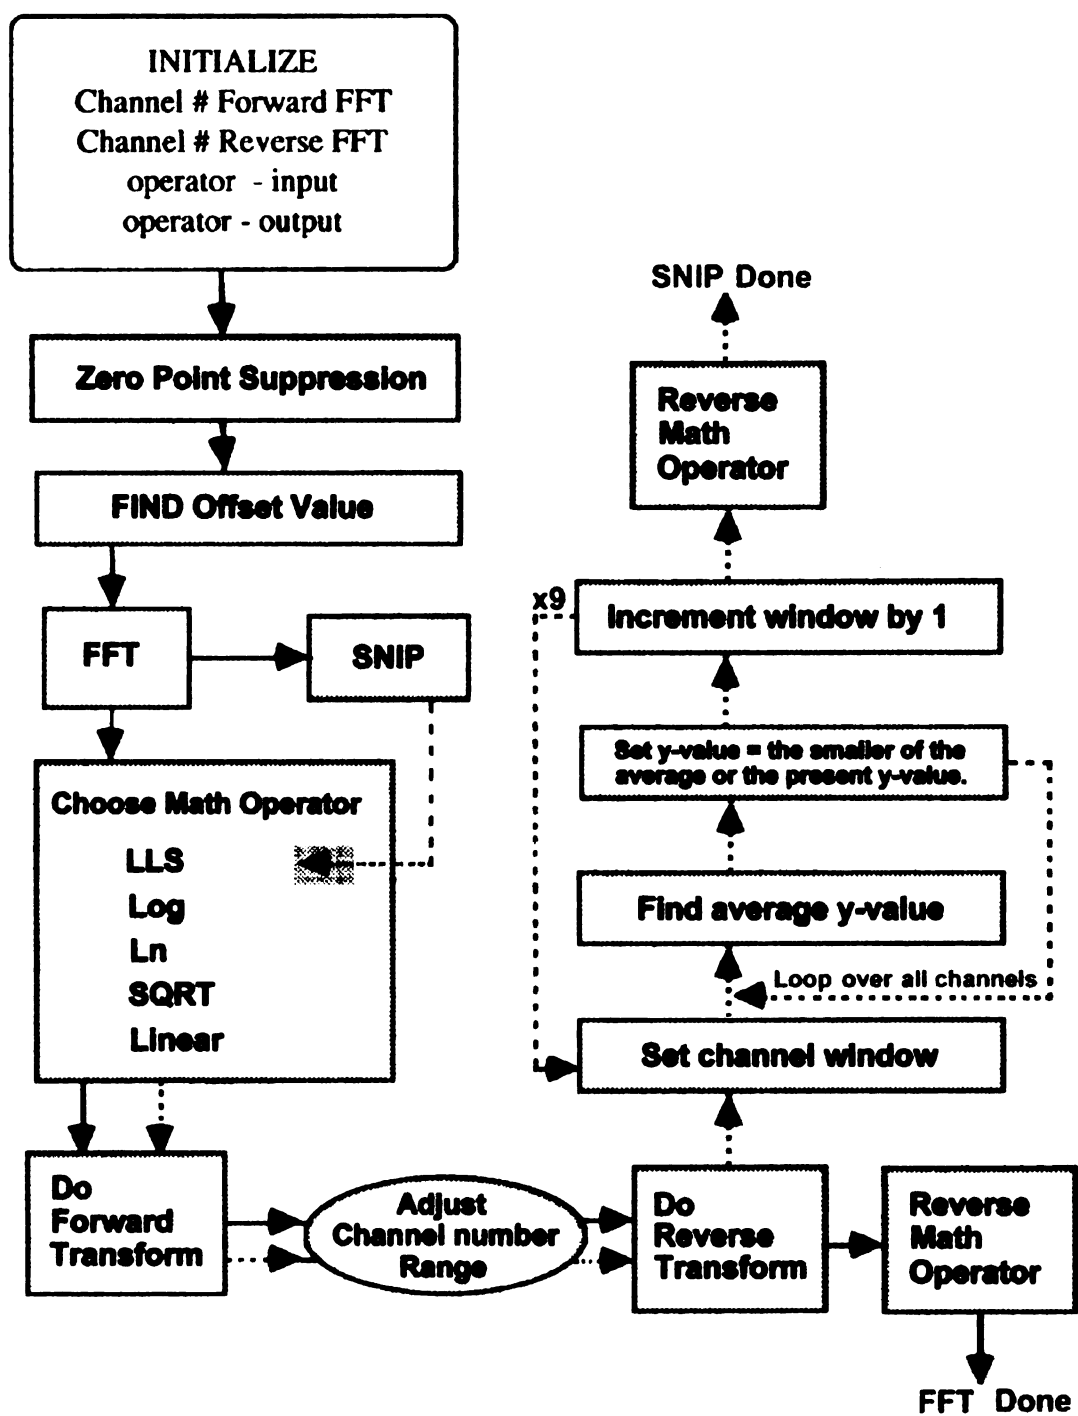 INITIALIZE
Channel # Forward FFT
Channel # Reverse FFT
operator - input
operator - output
Zero Point Suppression
FIND Offset Value
FFT
SNIP
Choose Math Operator
LLS
Log
Ln
SQRT
Linear
Do
Forward
Transform
Adjust
Channel number
Range
Do
Reverse
Transform
Reverse
Math
Operator
FFT Done
Set channel window
Loop over all channels
Find average y-value
Set y-value = the smaller of the
average or the present y-value.
Increment window by 1
x9
Reverse
Math
Operator
SNIP Done